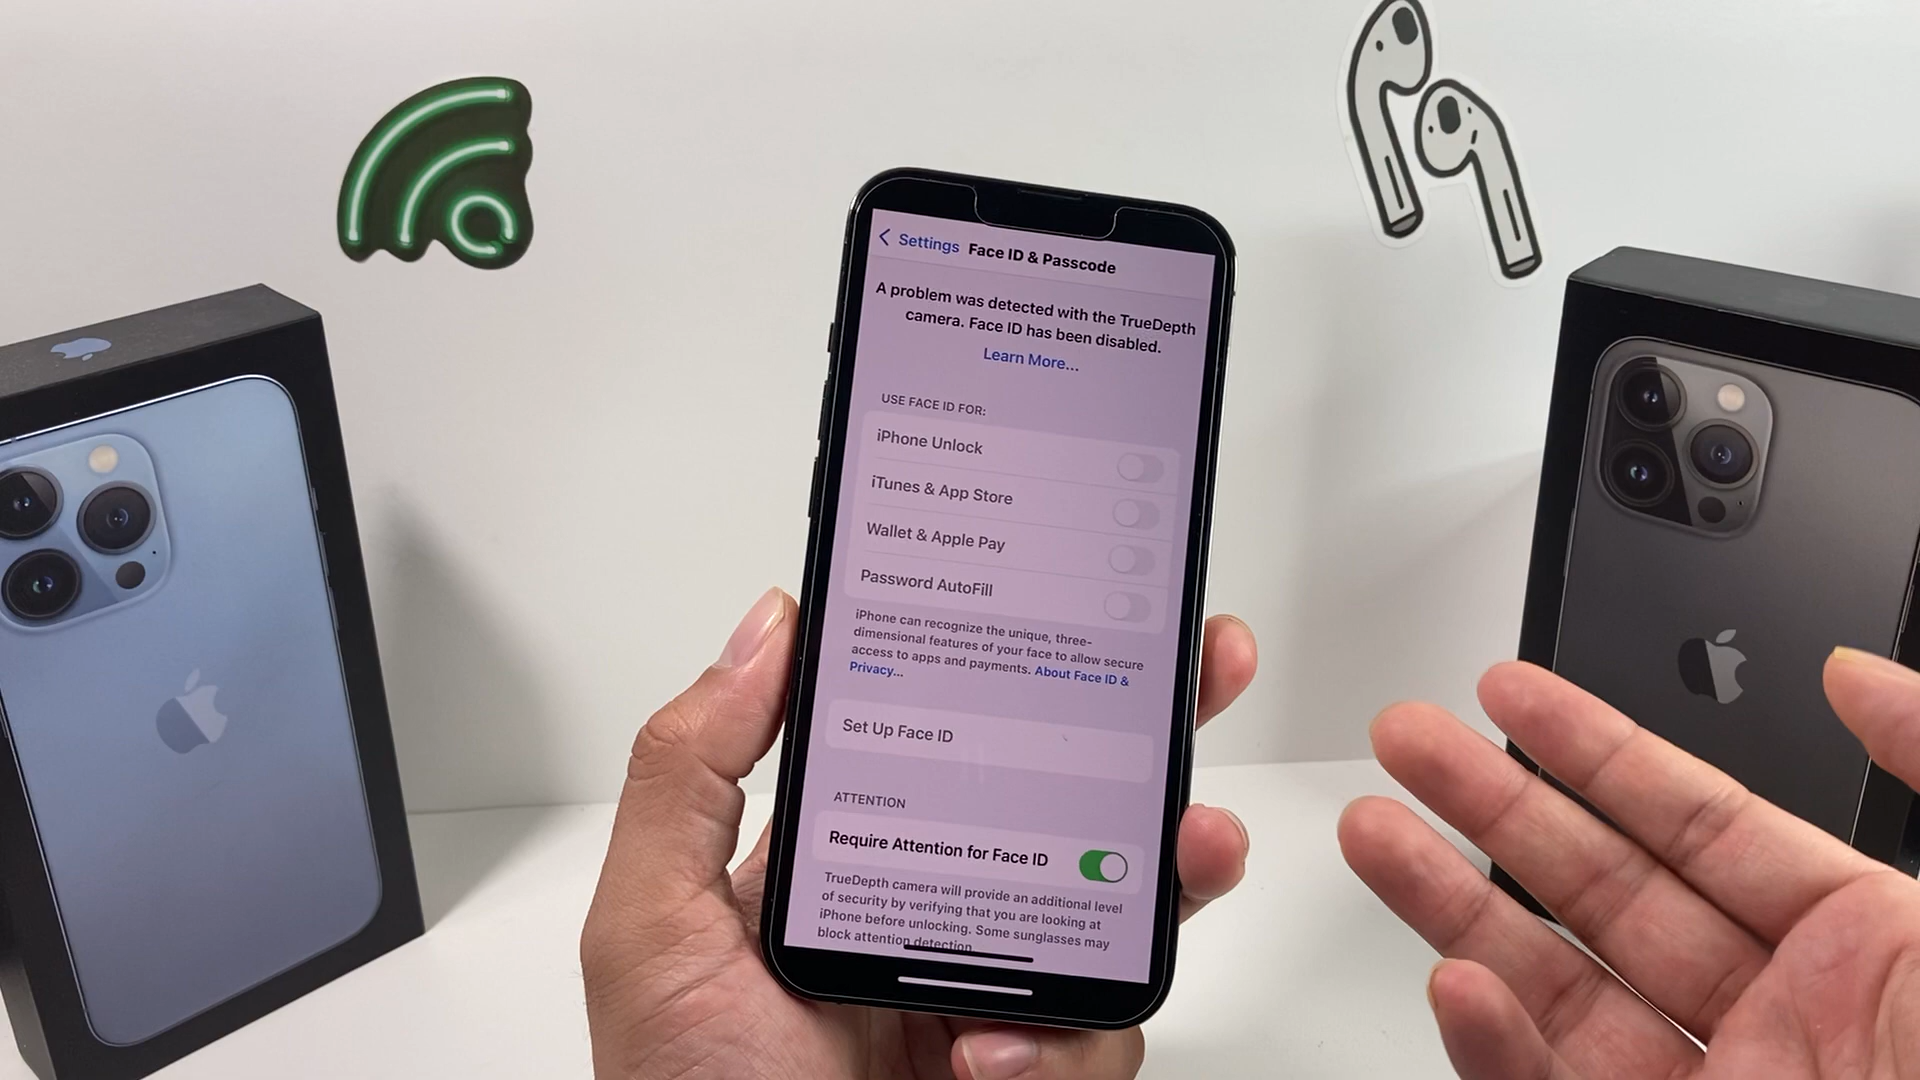 Settings Face ID & Passcode
A problem was detected with the TrueDepth
camera. Face ID has been disabled.
Learn More...
USE FACE ID FOR:
iPhone Unlock
iTunes & App Store
Wallet & Apple Pay
Password AutoFill
iPhone can recognize the unique, three-
dimensional features of your face to allow secure
access to apps and payments. About Face ID &
Privacy...
Set Up Face ID
ATTENTION
Require Attention for Face ID
TrueDepth camera will provide an additional level
of security by verifying that you are looking at
iPhone before unlocking. Some sunglasses may
block attention detection